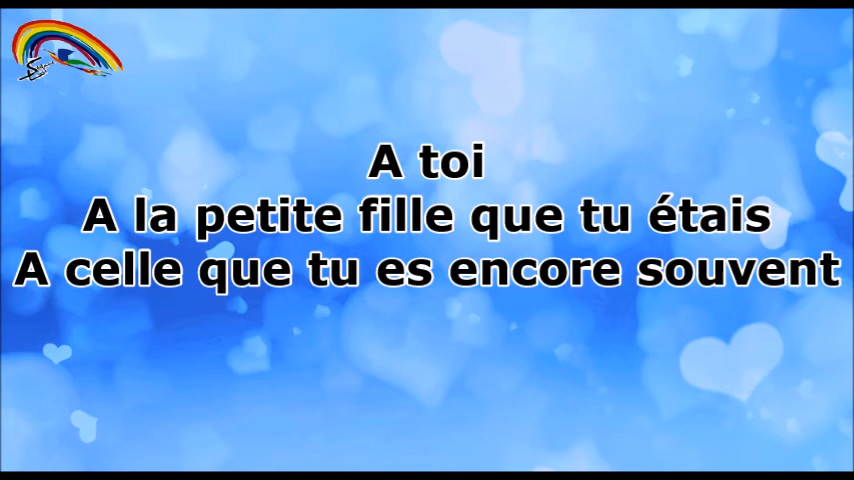 A toi
A la petite fille que tu étais
A celle que tu es encore souvent